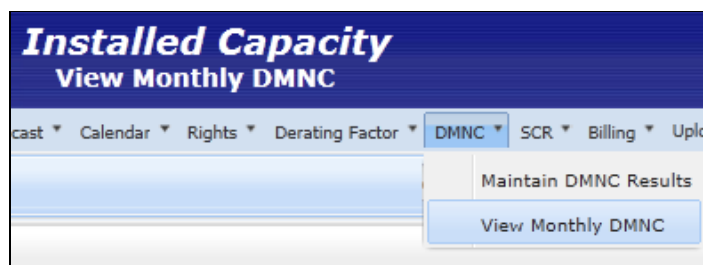 Installed Capacity
View Monthly DMNC
Calendar Rights Derating Factor DMNC SCR Billing
Maintain DMNC Results
View Monthly DMNC